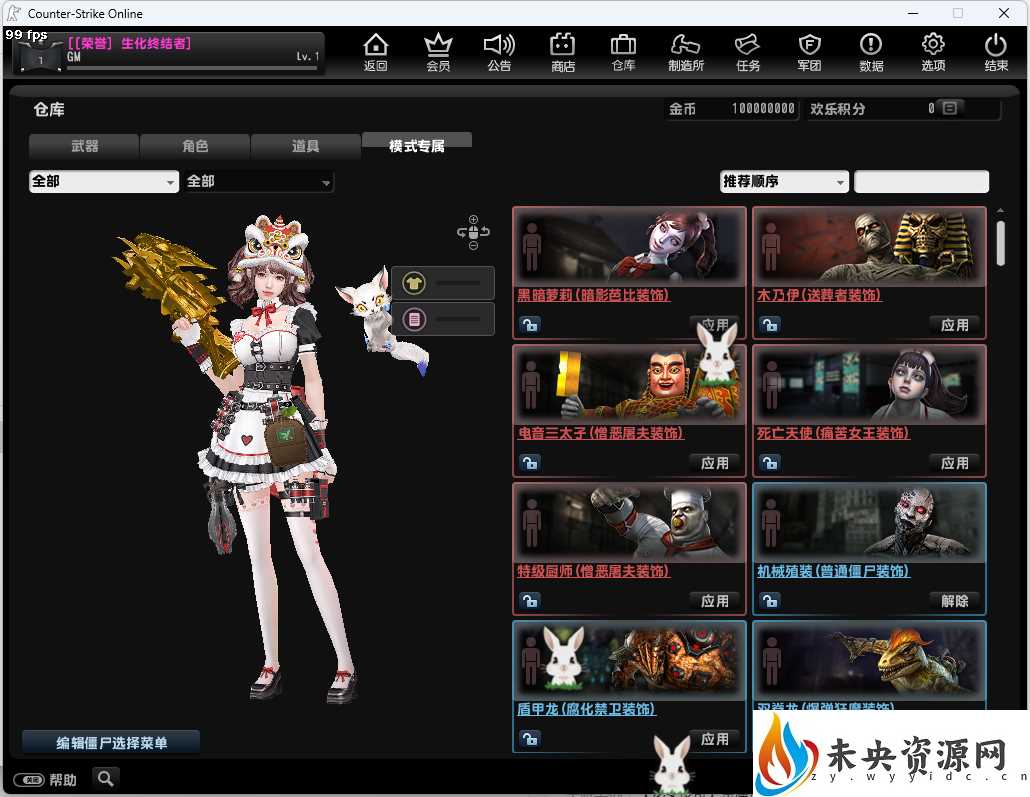 Counter-Strike Online
99 fps
[[荣誉] 生化终结者]
GM
Lv. 1
1
返回
会员
公告
商店
仓库
制造所
任务
军团
数据
选项
结束
仓库
金币 100000000 欢乐积分 0
武器 角色 道具 模式专属
全部 全部 推荐顺序
黑暗萝莉(暗影芭比装饰)
应用
木乃伊(送葬者装饰)
应用
电音三太子(憎恶屠夫装饰)
应用
死亡天使(痛苦女王装饰)
应用
特级厨师(憎恶屠夫装饰)
应用
机械殖装(普通僵尸装饰)
解除
盾甲龙(腐化禁卫装饰)
应用
编辑僵尸选择菜单
帮助
未央资源网
zy.wyyidc.cn